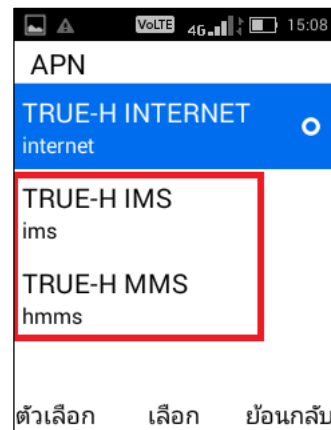 VoLTE 4G 15:08
APN
TRUE-H INTERNET
internet
TRUE-H IMS
ims
TRUE-H MMS
hmms
ตัวเลือก เลือก ย้อนกลับ